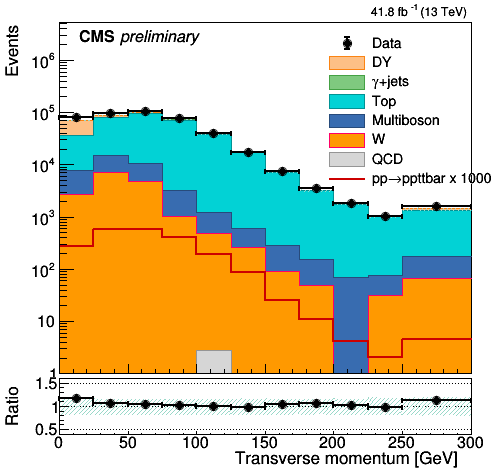 41.8 fb⁻¹ (13 TeV)
CMS preliminary
Events
Data
DY
γ+jets
Top
Multiboson
W
QCD
pp→ppttbar x 1000
10⁶
10⁵
10⁴
10³
10²
10
1
Ratio
1.5
1
0.5
0 50 100 150 200 250 300
Transverse momentum [GeV]